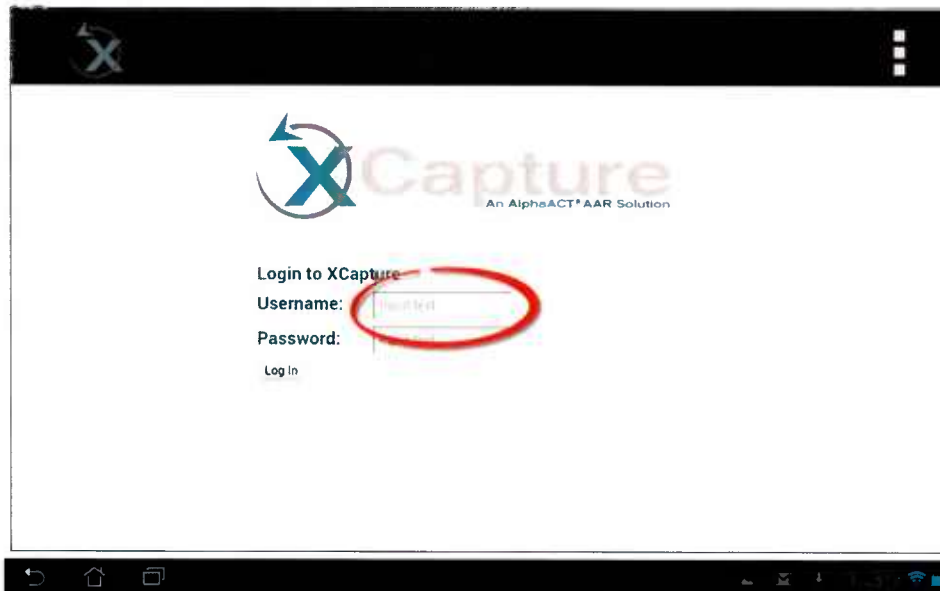 XCapture
An AlphaACT® AAR Solution
Login to XCapture
Username:
Password:
Log In